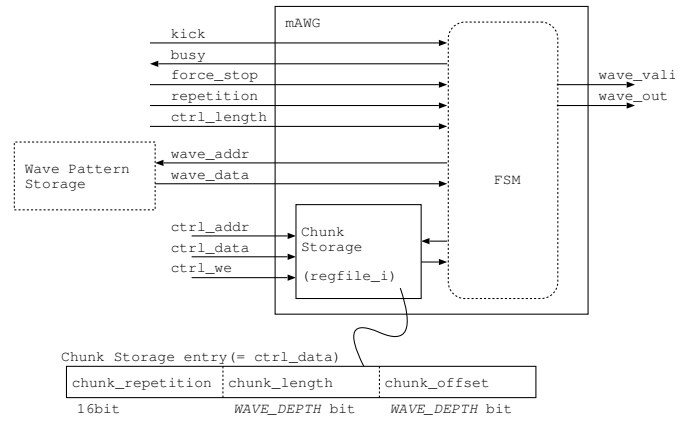 mAWG
kick
busy
force_stop
repetition
ctrl_length
wave_vali
wave_out
wave_addr
wave_data
Wave Pattern
Storage
FSM
ctrl_addr
ctrl_data
ctrl_we
Chunk
Storage
(regfile_i)
Chunk Storage entry(= ctrl_data)
chunk_repetition chunk_length chunk_offset
16bit WAVE_DEPTH bit WAVE_DEPTH bit